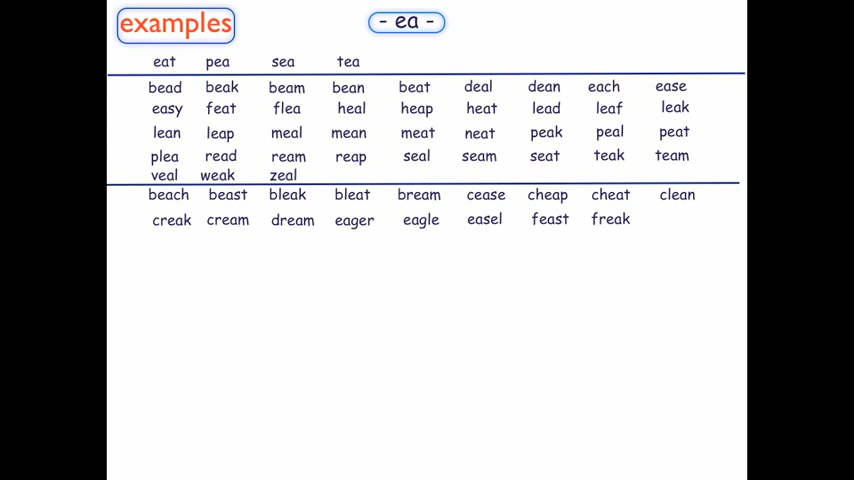 examples - ea -
eat pea sea tea
bead beak beam bean beat deal dean each ease
easy feat flea heal heap heat lead leaf leak
lean leap meal mean meat neat peak peal peat
plea read ream reap seal seam seat teak team
veal weak zeal
beach beast bleak bleat bream cease cheap cheat clean
creak cream dream eager eagle easel feast freak